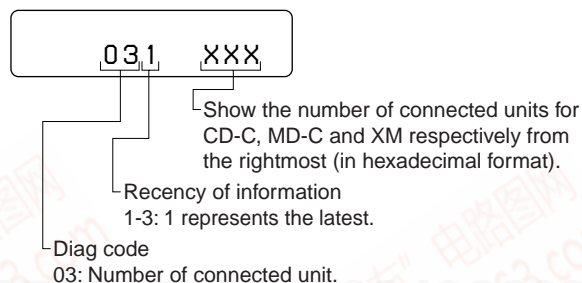 031 XXX
Show the number of connected units for
CD-C, MD-C and XM respectively from
the rightmost (in hexadecimal format).
Recency of information
1-3: 1 represents the latest.
Diag code
03: Number of connected unit.